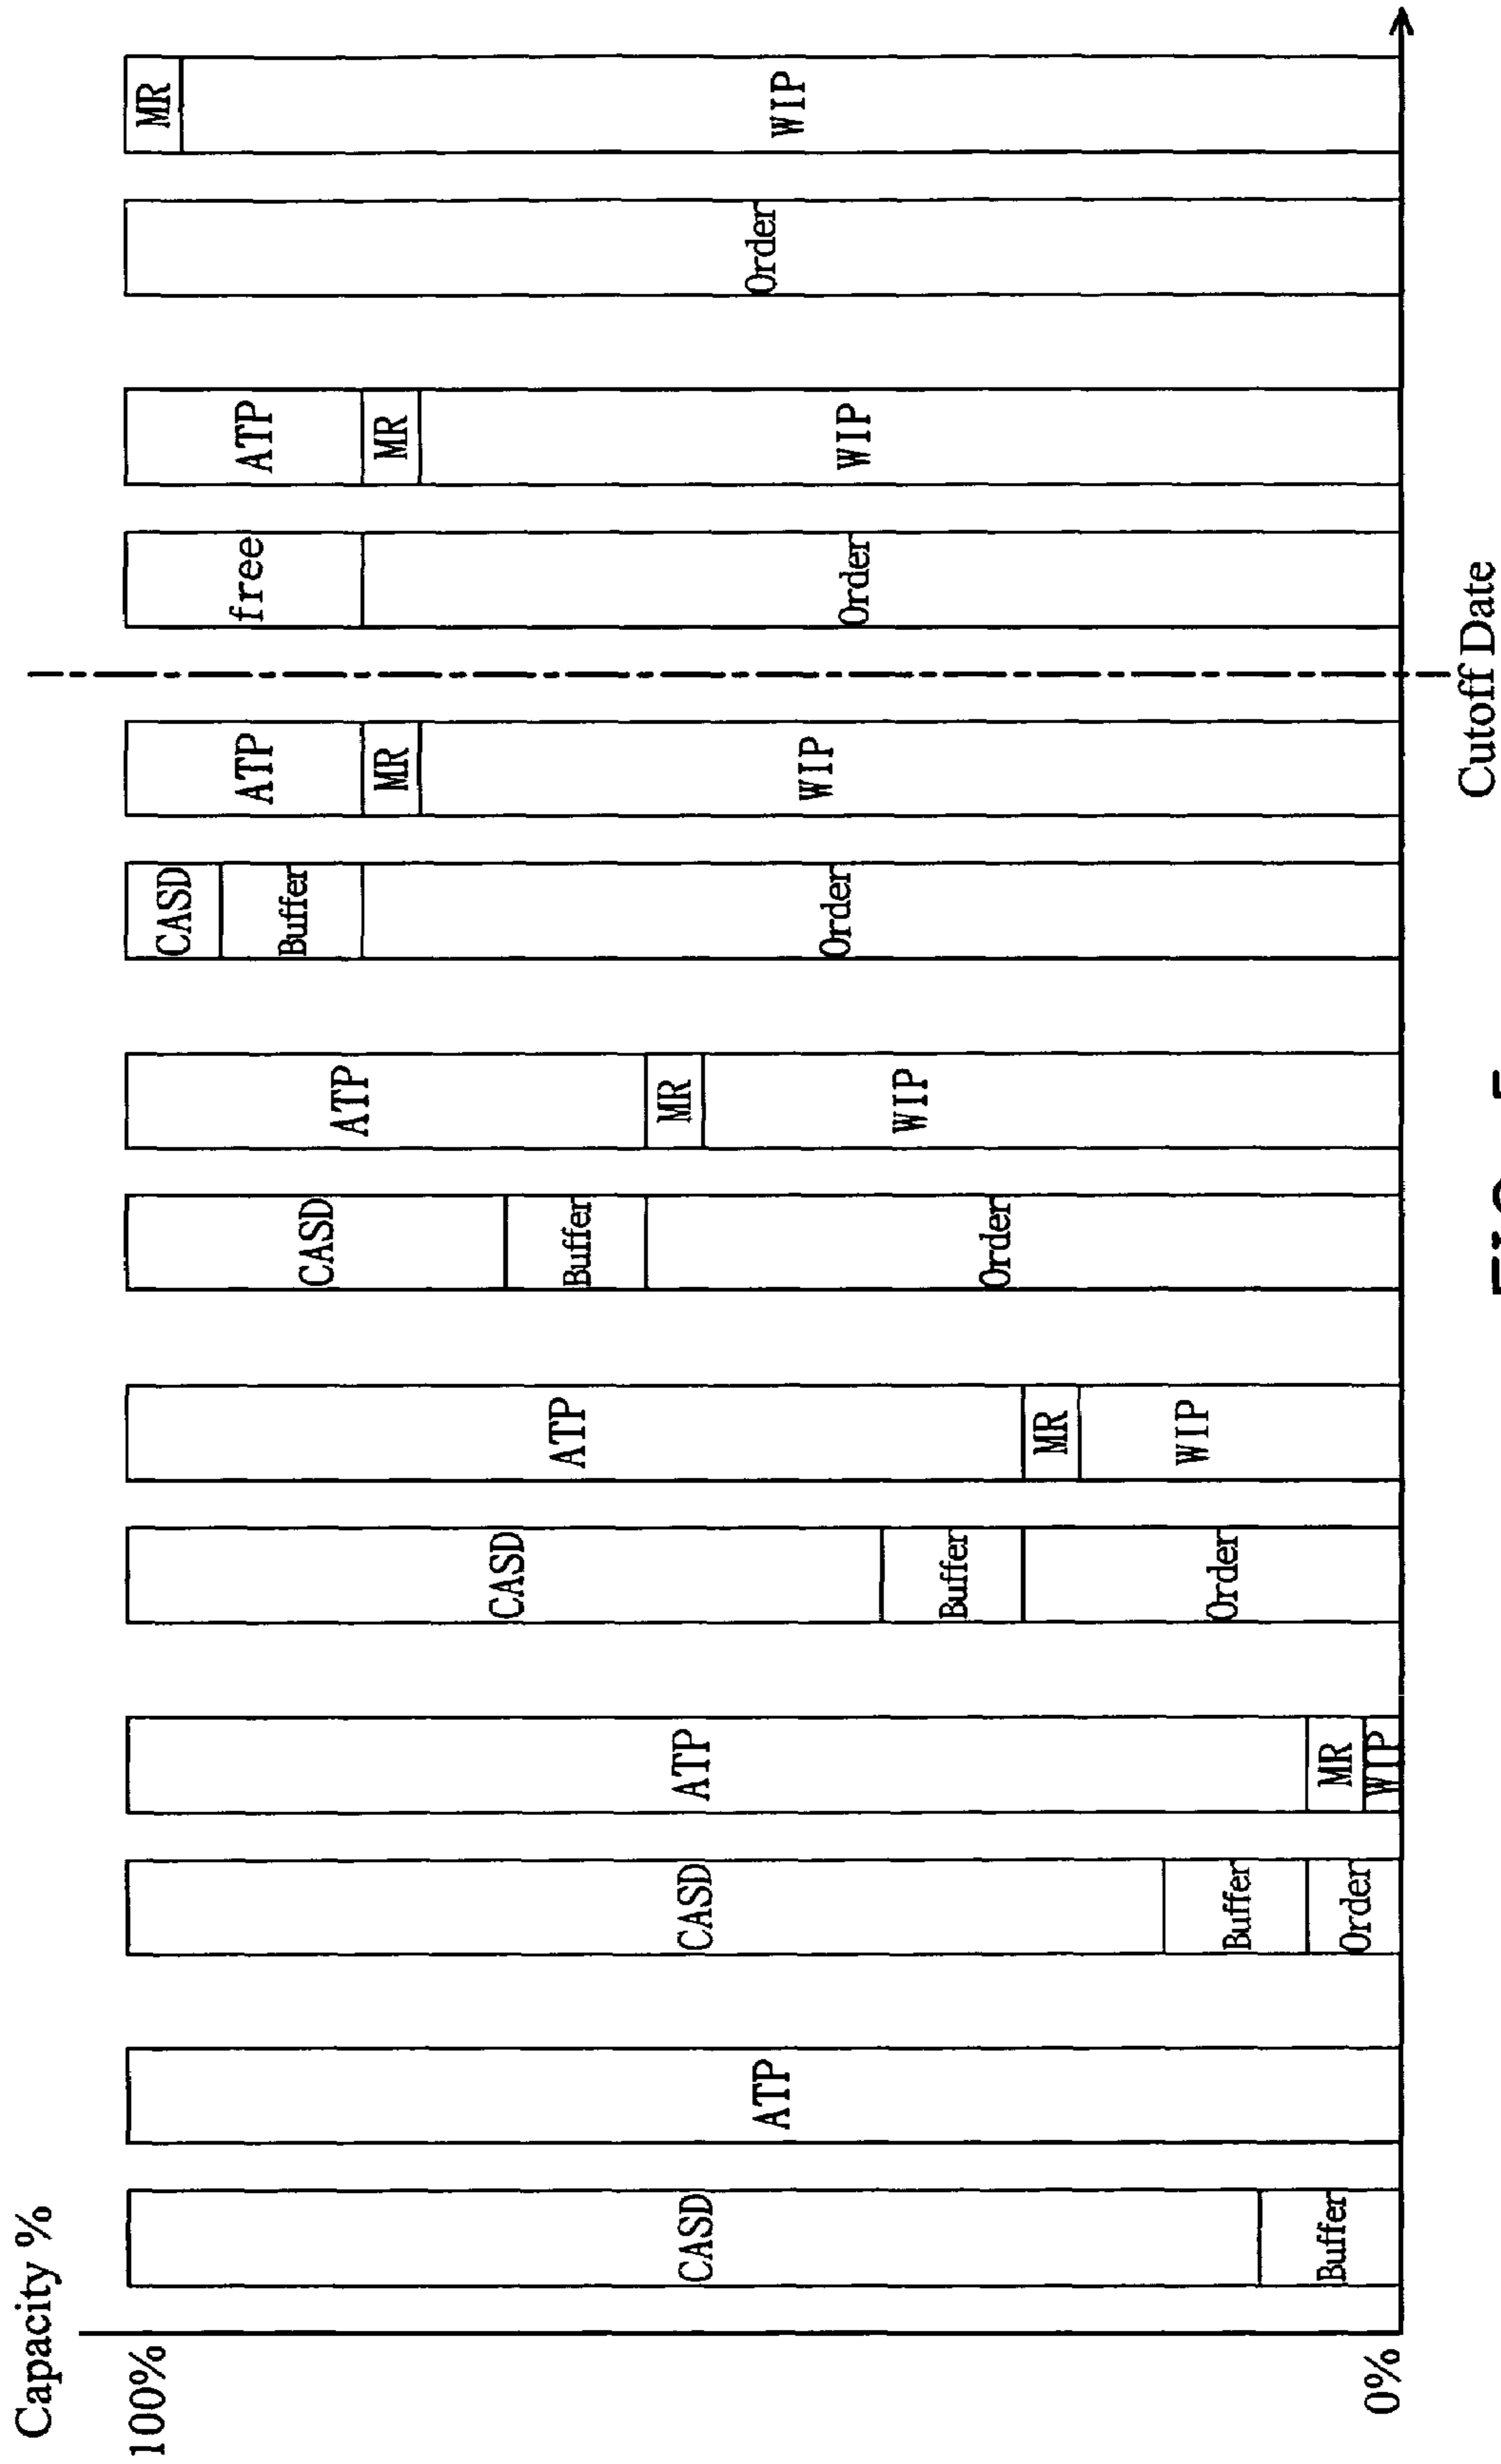 Capacity %
100%
CASD
Buffer
ATP
CASD
Buffer
Order
ATP
MR
WIP
CASD
Buffer
Order
ATP
MR
WIP
CASD
Buffer
Order
ATP
MR
WIP
CASD
Buffer
Order
ATP
MR
WIP
free
Order
ATP
MR
WIP
Order
MR
WIP
0%
Cutoff Date